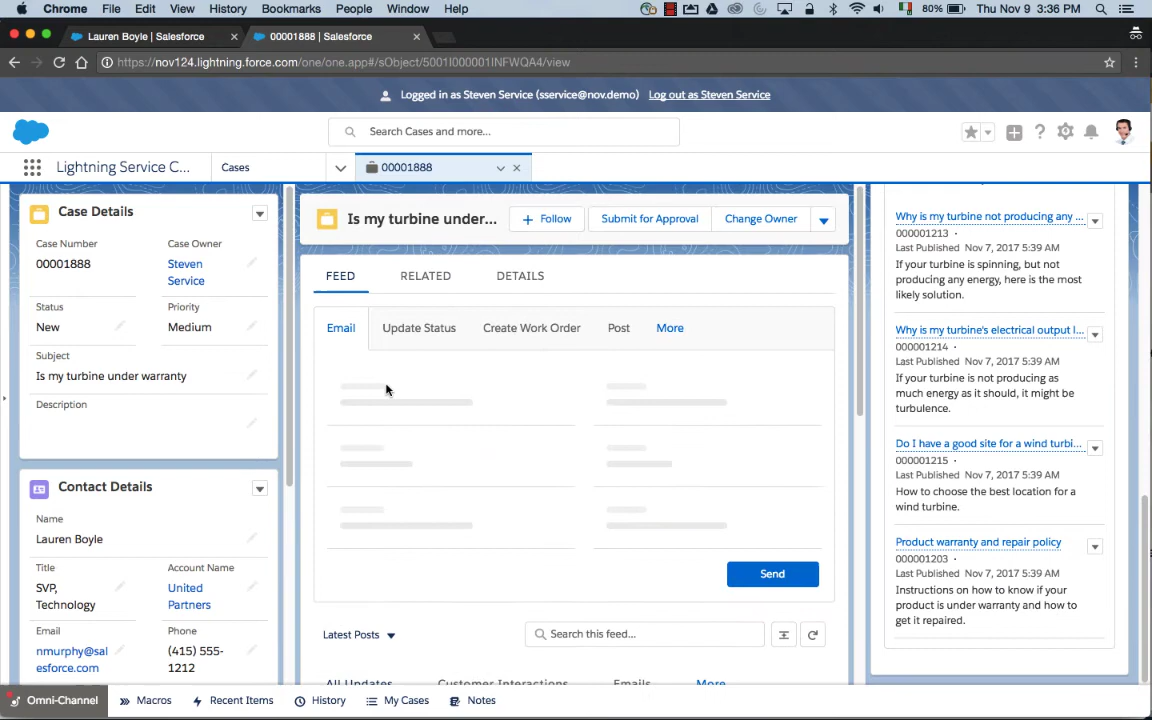 Chrome File Edit View History Bookmarks People Window Help 80% Thu Nov 9 3:36 PM
Lauren Boyle | Salesforce
00001888 | Salesforce
https://nov124.lightning.force.com/one/one.app#/sObject/5001I000001INFWQA4/view
Logged in as Steven Service (sservice@nov.demo) Log out as Steven Service
Search Cases and more...
Lightning Service C... Cases 00001888
Case Details
Case Number
00001888
Case Owner
Steven
Service
Status
New
Priority
Medium
Subject
Is my turbine under warranty
Description
Contact Details
Name
Lauren Boyle
Title
SVP,
Technology
Account Name
United
Partners
Email
nmurphy@sal
esforce.com
Phone
(415) 555-
1212
Is my turbine under... + Follow Submit for Approval Change Owner
FEED RELATED DETAILS
Email Update Status Create Work Order Post More
Send
Latest Posts Search this feed...
All Updates Customer Interactions Emails More
Why is my turbine not producing any ...
000001213 ·
Last Published Nov 7, 2017 5:39 AM
If your turbine is spinning, but not
producing any energy, here is the most
likely solution.
Why is my turbine's electrical output l...
000001214 ·
Last Published Nov 7, 2017 5:39 AM
If your turbine is not producing as
much energy as it should, it might be
turbulence.
Do I have a good site for a wind turbi...
000001215 ·
Last Published Nov 7, 2017 5:39 AM
How to choose the best location for a
wind turbine.
Product warranty and repair policy
000001203 ·
Last Published Nov 7, 2017 5:39 AM
Instructions on how to know if your
product is under warranty and how to
get it repaired.
Omni-Channel Macros Recent Items History My Cases Notes